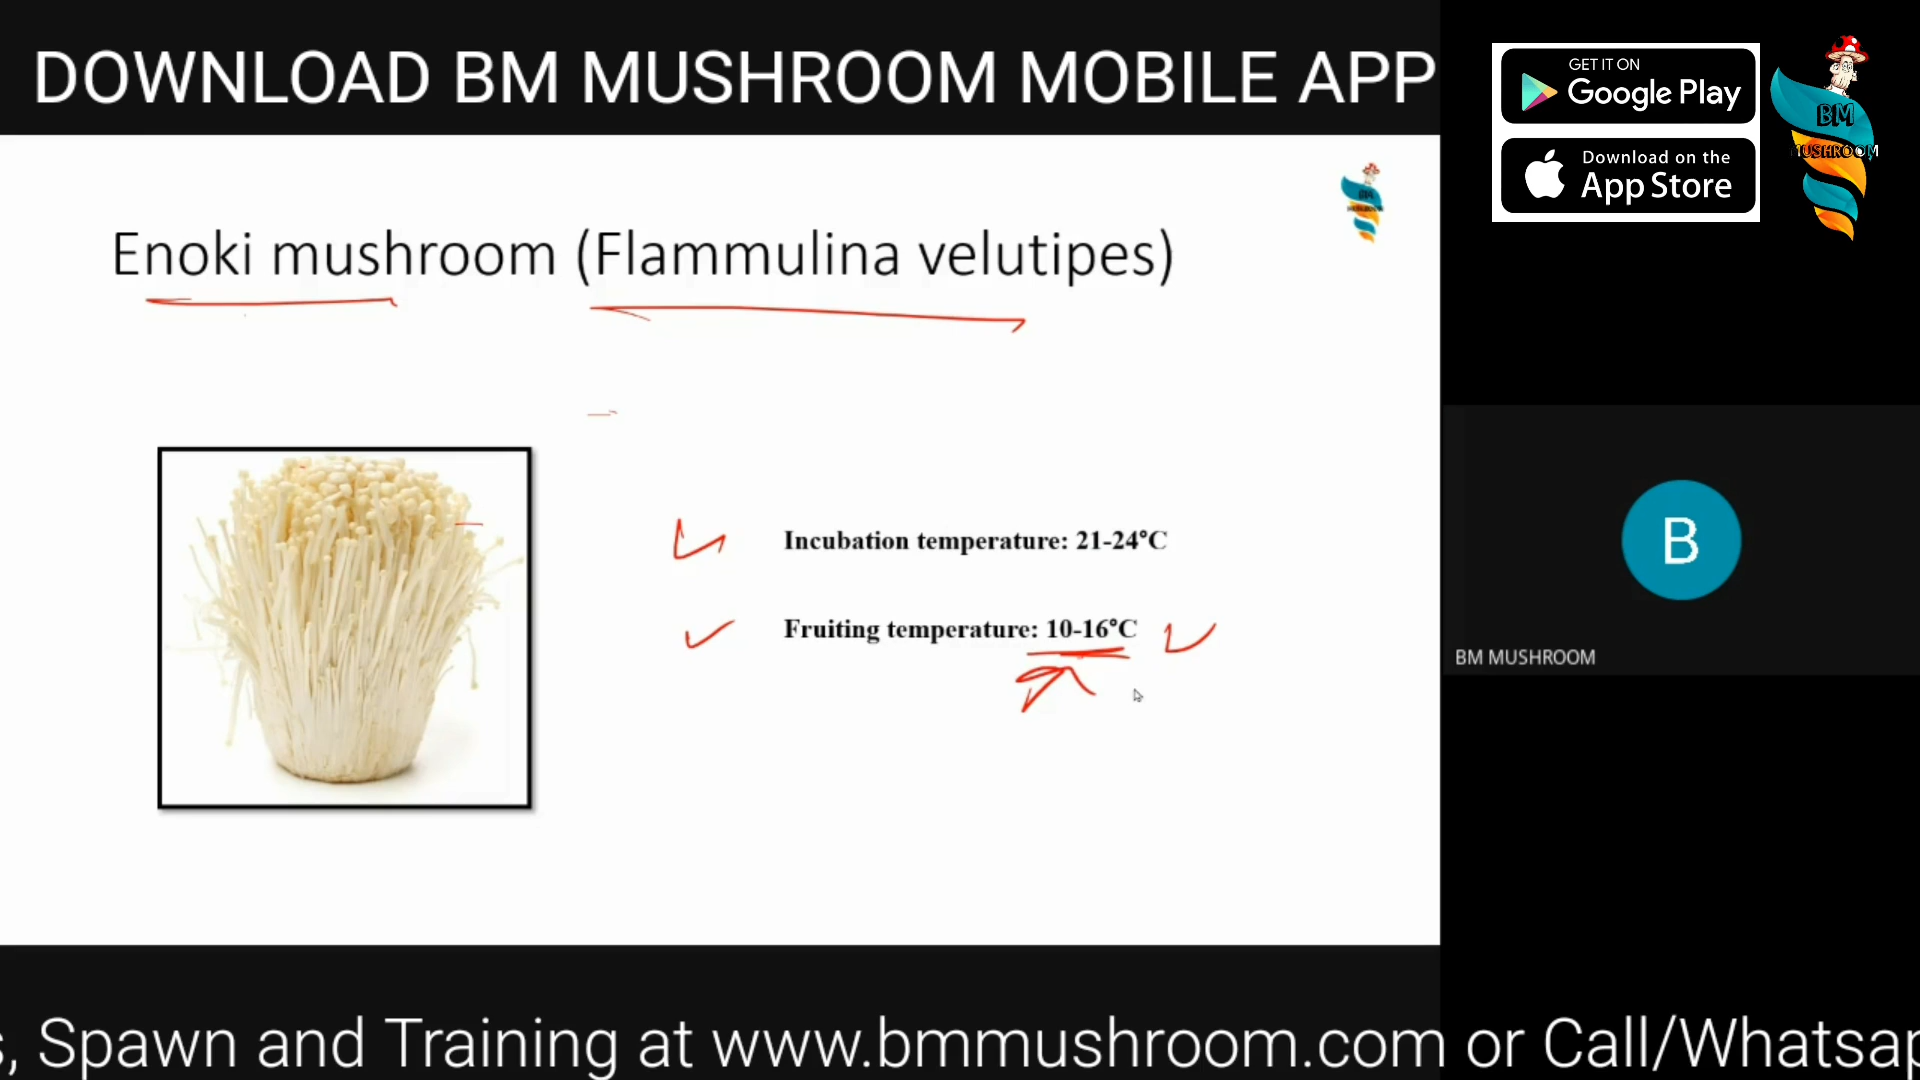 DOWNLOAD BM MUSHROOM MOBILE APP
GET IT ON
Google Play
Download on the
App Store
BM
MUSHROOM
Enoki mushroom (Flammulina velutipes)
Incubation temperature: 21-24°C
Fruiting temperature: 10-16°C
B
BM MUSHROOM
s, Spawn and Training at www.bmmushroom.com or Call/Whatsap